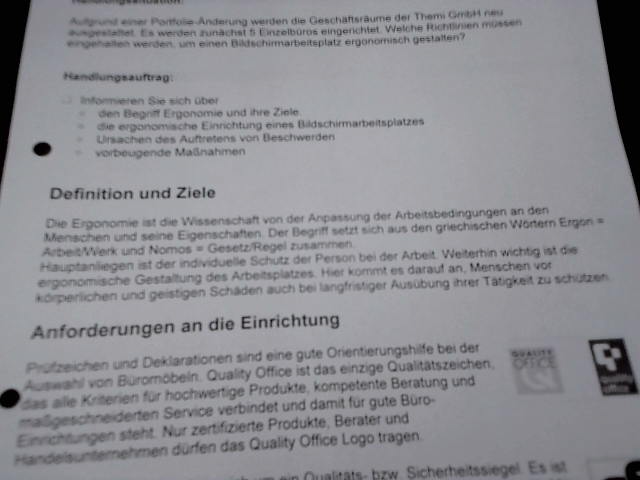 Handlungssituation:
Aufgrund einer Portfolio-Änderung werden die Geschäftsräume der Themi GmbH neu
ausgestattet. Es werden zunächst 5 Einzelbüros eingerichtet. Welche Richtlinien müssen
eingehalten werden, um einen Bildschirmarbeitsplatz ergonomisch gestalten?
Handlungsauftrag:
Informieren Sie sich über
den Begriff Ergonomie und ihre Ziele
die ergonomische Einrichtung eines Bildschirmarbeitsplatzes
Ursachen des Auftretens von Beschwerden
vorbeugende Maßnahmen
Definition und Ziele
Die Ergonomie ist die Wissenschaft von der Anpassung der Arbeitsbedingungen an den
Menschen und seine Eigenschaften. Der Begriff setzt sich aus den griechischen Wörtern Ergon =
Arbeit/Werk und Nomos = Gesetz/Regel zusammen.
Hauptanliegen ist der individuelle Schutz der Person bei der Arbeit. Weiterhin wichtig ist die
ergonomische Gestaltung des Arbeitsplatzes. Hier kommt es darauf an, Menschen vor
körperlichen und geistigen Schäden auch bei langfristiger Ausübung ihrer Tätigkeit zu schützen.
Anforderungen an die Einrichtung
Prüfzeichen und Deklarationen sind eine gute Orientierungshilfe bei der
Auswahl von Büromöbeln. Quality Office ist das einzige Qualitätszeichen,
das alle Kriterien für hochwertige Produkte, kompetente Beratung und
maßgeschneiderten Service verbindet und damit für gute Büro-
Einrichtungen steht. Nur zertifizierte Produkte, Berater und
Handelsunternehmen dürfen das Quality Office Logo tragen.
QUALITY
OFFICE
ein Qualitäts- bzw. Sicherheitssiegel. Es ist